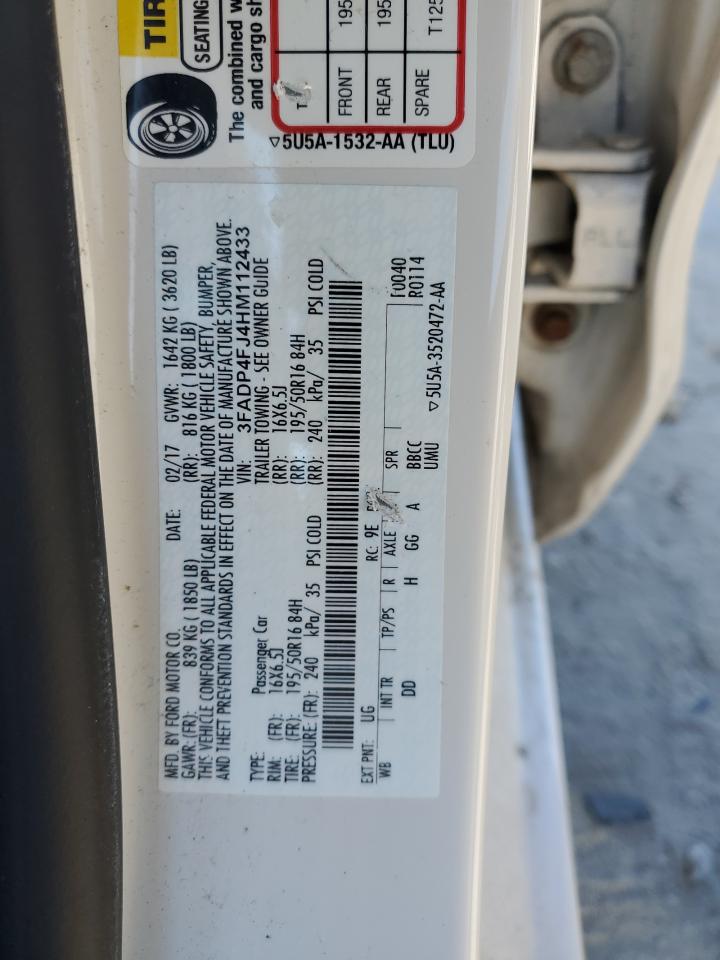 TIR
SEATING
The combined w
and cargo sh
FRONT 195
REAR 195
SPARE T125
▽5U5A-1532-AA (TLU)
MFD. BY FORD MOTOR CO. DATE: 02/17 GVWR: 1642 KG ( 3620 LB)
GAWR: (FR): 839 KG ( 1850 LB) (RR): 816 KG ( 1800 LB)
THIS VEHICLE CONFORMS TO ALL APPLICABLE FEDERAL MOTOR VEHICLE SAFETY, BUMPER,
AND THEFT PREVENTION STANDARDS IN EFFECT ON THE DATE OF MANUFACTURE SHOWN ABOVE.
VIN: 3FADP4FJ4HM112433
TYPE: Passenger Car TRAILER TOWING - SEE OWNER GUIDE
RIM: (FR): 16X6.5J (RR): 16X6.5J
TIRE: (FR): 195/50R16 84H (RR): 195/50R16 84H
PRESSURE: (FR): 240 kPa/ 35 PSI COLD (RR): 240 kPa/ 35 PSI COLD
EXT PNT: UG RC: 9E
WB INT TR TP/PS R AXLE SPR F0040
R0114
DD H GG A BBCC
UMU
▽5U5A-3520472-AA
PULL